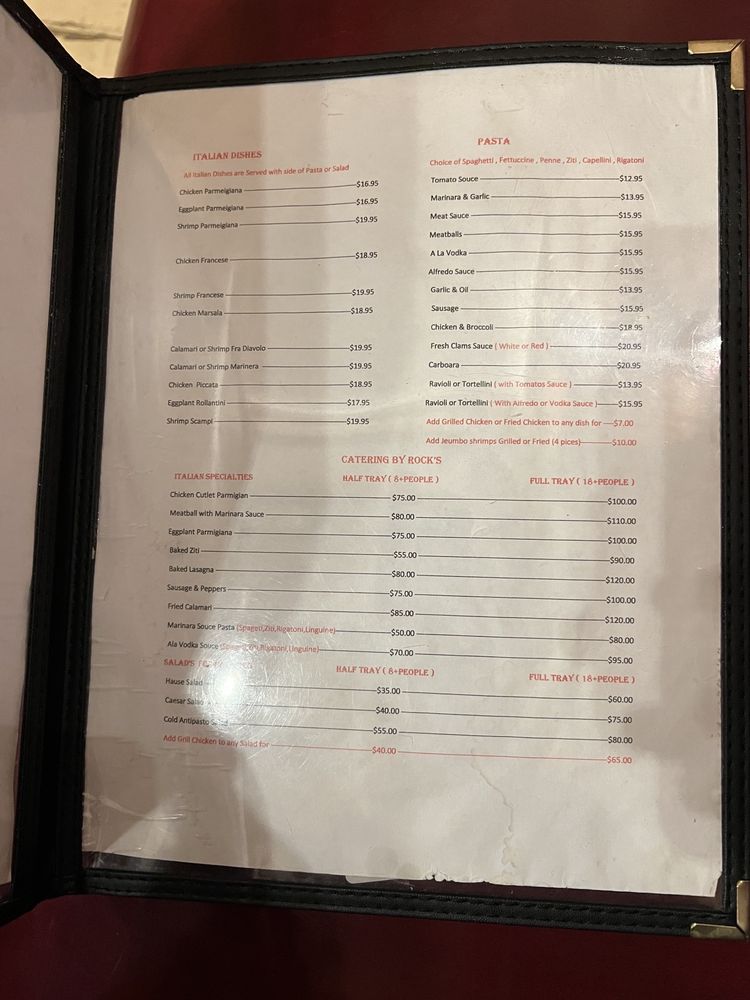 ITALIAN DISHES
All Italian Dishes are Served with side of Pasta or Salad
Chicken Parmeigiana $16.95
Eggplant Parmeigiana $16.95
Shrimp Parmeigiana $19.95
Chicken Francese $18.95
Shrimp Francese $19.95
Chicken Marsala $18.95
Calamari or Shrimp Fra Diavolo $19.95
Calamari or Shrimp Marinera $19.95
Chicken Piccata $18.95
Eggplant Rollantini $17.95
Shrimp Scampi $19.95
PASTA
Choice of Spaghetti , Fettuccine , Penne , Ziti , Capellini , Rigatoni
Tomato Souce $12.95
Marinara & Garlic $13.95
Meat Sauce $15.95
Meatballs $15.95
A La Vodka $15.95
Alfredo Sauce $15.95
Garlic & Oil $13.95
Sausage $15.95
Chicken & Broccoli $18.95
Fresh Clams Sauce ( White or Red ) $20.95
Carboara $20.95
Ravioli or Tortellini ( with Tomatos Sauce ) $13.95
Ravioli or Tortellini ( With Alfredo or Vodka Sauce ) $15.95
Add Grilled Chicken or Fried Chicken to any dish for $7.00
Add Jeumbo shrimps Grilled or Fried (4 pices) $10.00
CATERING BY ROCK'S
ITALIAN SPECIALTIES HALF TRAY ( 8+PEOPLE ) FULL TRAY ( 18+PEOPLE )
Chicken Cutlet Parmigian $75.00 $100.00
Meatball with Marinara Sauce $80.00 $110.00
Eggplant Parmigiana $75.00 $100.00
Baked Ziti $55.00 $90.00
Baked Lasagna $80.00 $120.00
Sausage & Peppers $75.00 $100.00
Fried Calamari $85.00 $120.00
Marinara Souce Pasta (Spageti,Ziti,Rigatoni,Linguine) $50.00 $80.00
Ala Vodka Souce Rigatoni,Linguine) $70.00 $95.00
SALAD'S HALF TRAY ( 8+PEOPLE ) FULL TRAY ( 18+PEOPLE )
Hause Salad $35.00 $60.00
Caesar Salad $40.00 $75.00
Cold Antipasto Salad $55.00 $80.00
Add Grill Chicken to any Salad for $40.00 $65.00